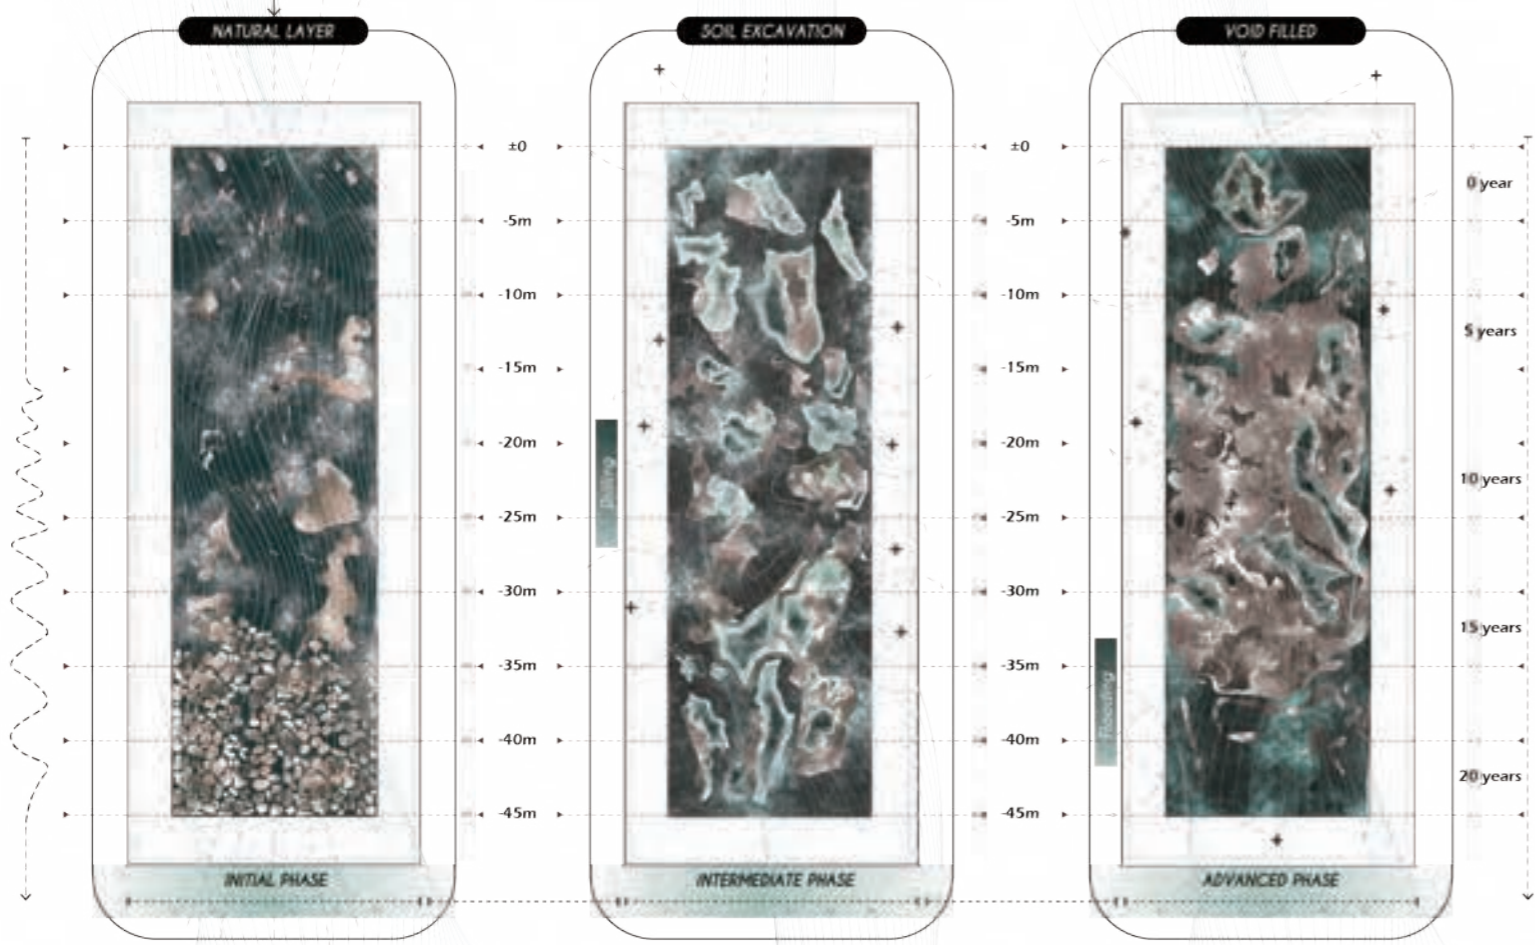 NATURAL LAYER
SOIL EXCAVATION
VOID FILLED
±0
-5m
-10m
-15m
-20m
-25m
-30m
-35m
-40m
-45m
±0
-5m
-10m
-15m
-20m
-25m
-30m
-35m
-40m
-45m
0 year
5 years
10 years
15 years
20 years
Flooding
INITIAL PHASE
INTERMEDIATE PHASE
ADVANCED PHASE